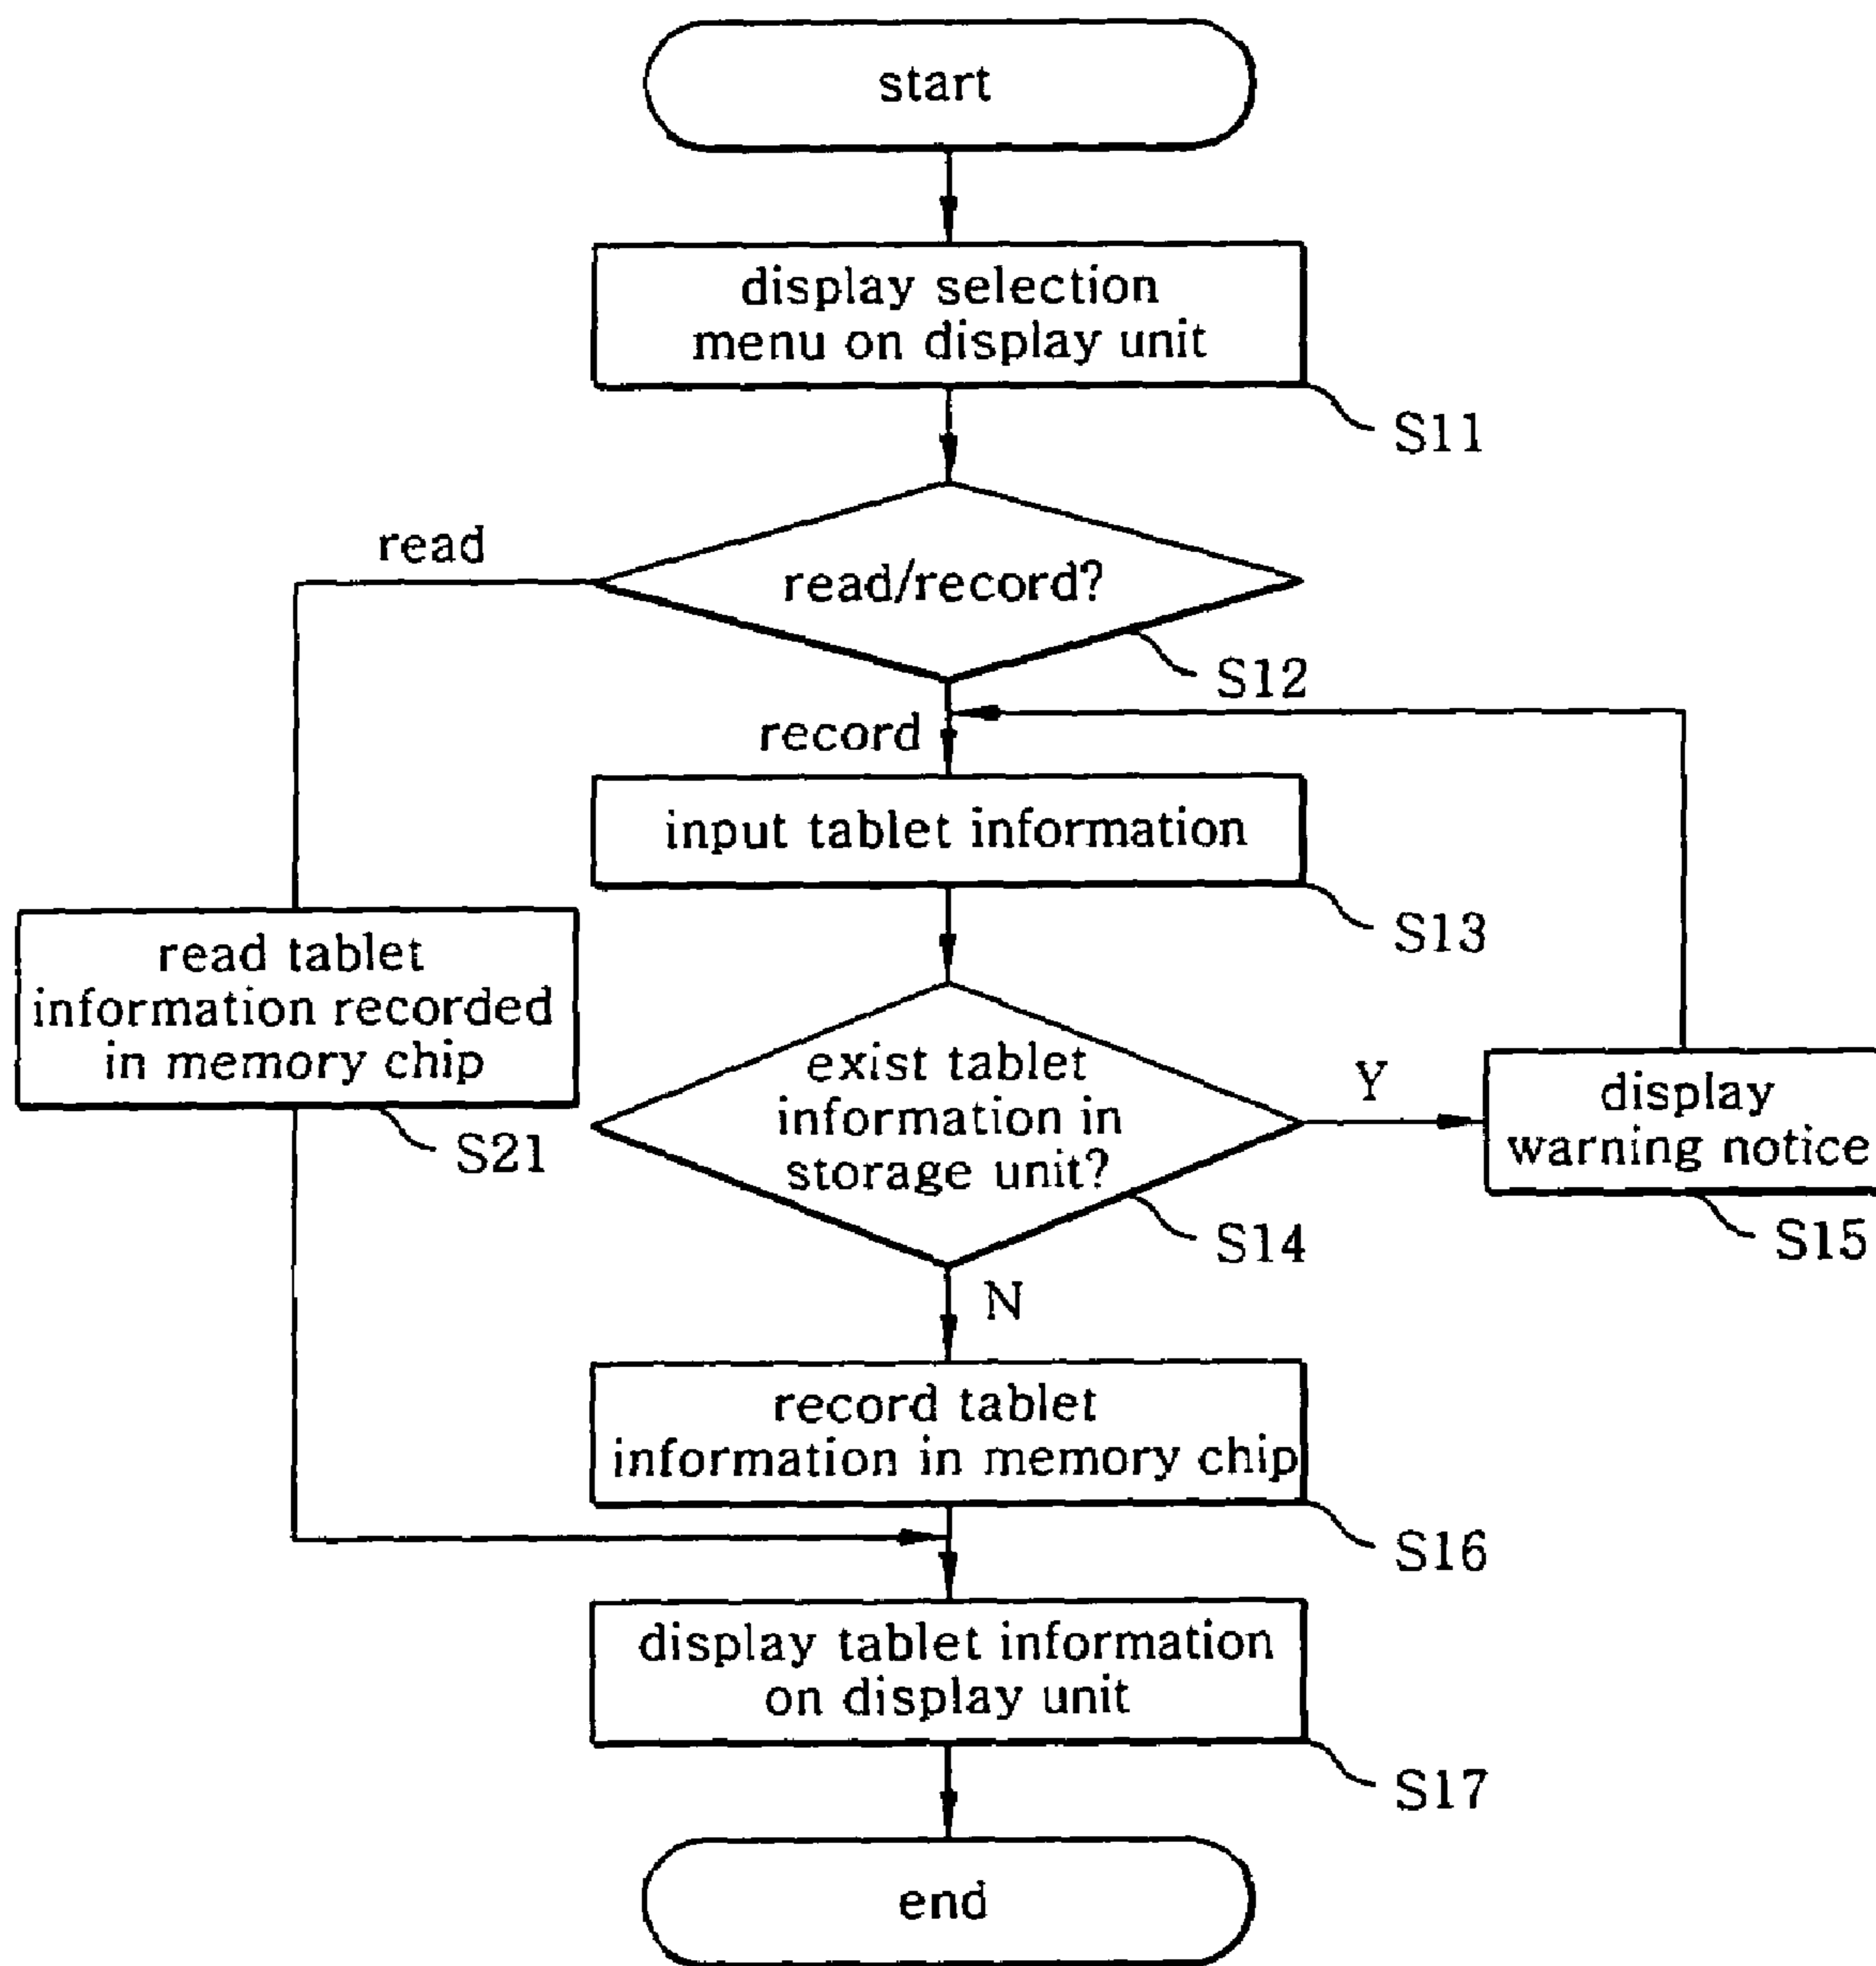 start
display selection
menu on display unit
S11
read
read/record?
S12
record
input tablet information
S13
read tablet
information recorded
in memory chip
S21
exist tablet
information in
storage unit?
S14
Y
display
warning notice
S15
N
record tablet
information in memory chip
S16
display tablet information
on display unit
S17
end